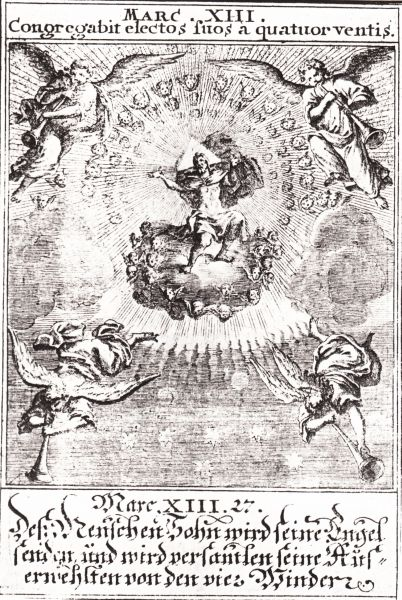 MARC. XIII.
Congregabit electos suos a quatuor ventis.
Marc. XIII. 27.
Deß Menschen Sohn wird seine Engel
senden und wird versamlen seine Aus-
erwehlten von den vier Winden